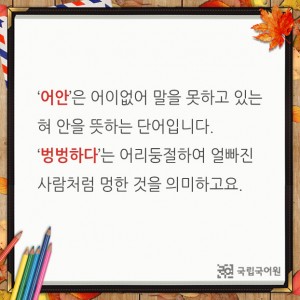 ‘어안’은 어이없어 말을 못하고 있는
혀 안을 뜻하는 단어입니다.
‘벙벙하다’는 어리둥절하여 얼빠진
사람처럼 멍한 것을 의미하고요.
국립국어원